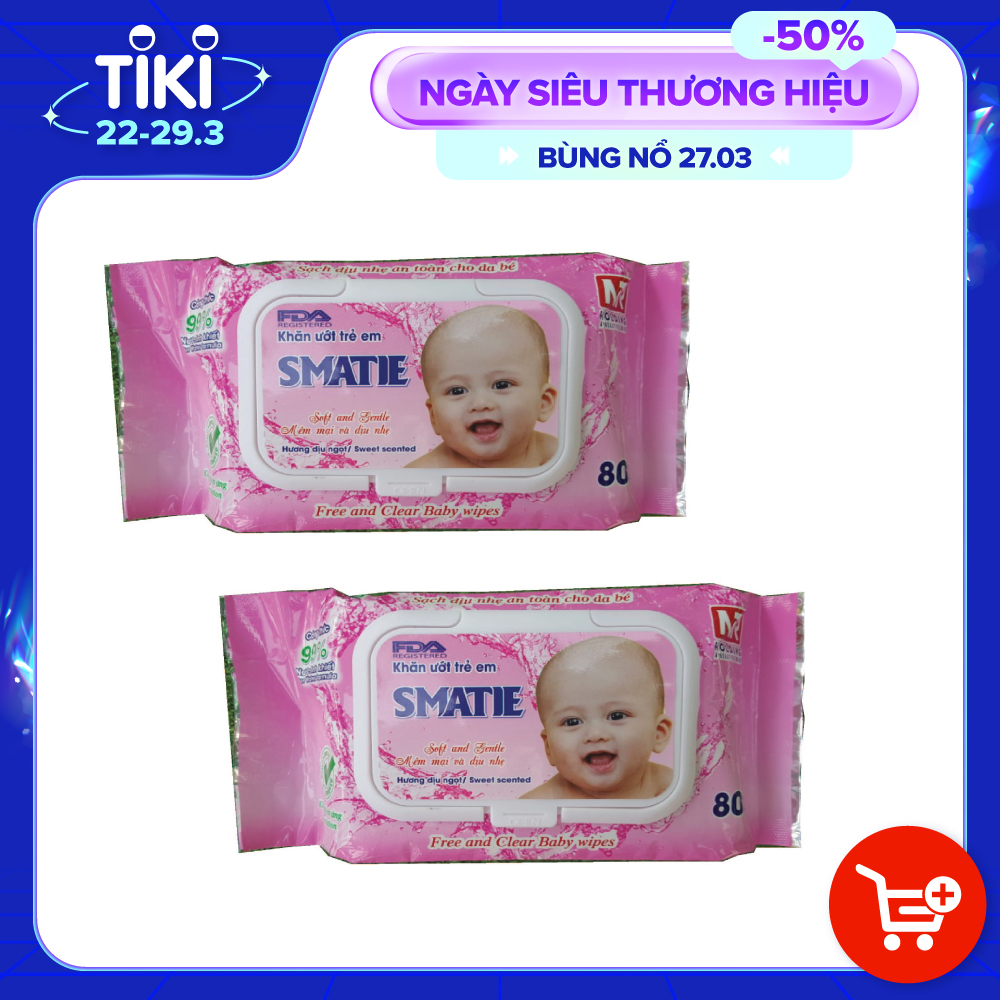 TIKI
22-29.3
-50%
NGÀY SIÊU THƯƠNG HIỆU
BÙNG NỔ 27.03
Sạch dịu nhẹ an toàn cho da bé
99%
FDA
REGISTERED
Khăn ướt trẻ em
SMATIE
Soft and Gentle
Mềm mại và dịu nhẹ
Hương dịu ngọt/ Sweet scented
80
Free and Clear Baby wipes
Sạch dịu nhẹ an toàn cho da bé
99%
FDA
REGISTERED
Khăn ướt trẻ em
SMATIE
Soft and Gentle
Mềm mại và dịu nhẹ
Hương dịu ngọt/ Sweet scented
80
Free and Clear Baby wipes